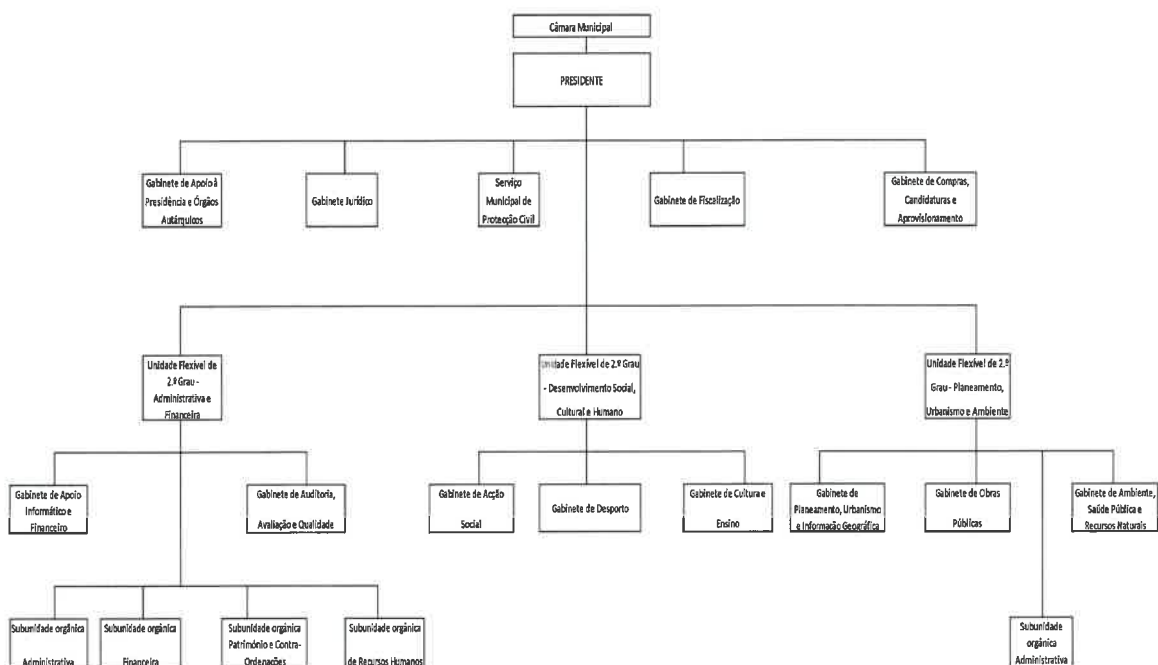 Câmara Municipal
PRESIDENTE
Gabinete de Apoio à
Presidência e Órgãos
Autárquicos
Gabinete Jurídico
Serviço
Municipal de
Protecção Civil
Gabinete de Fiscalização
Gabinete de Compras,
Candidaturas e
Aprovisionamento
Unidade Flexível de
2.º Grau -
Administrativa e
Financeira
Unidade Flexível de 2.º Grau
- Desenvolvimento Social,
Cultural e Humano
Unidade Flexível de 2.º
Grau - Planeamento,
Urbanismo e Ambiente
Gabinete de Apoio
Informático e
Financeiro
Gabinete de Auditoria,
Avaliação e Qualidade
Gabinete de Acção
Social
Gabinete de Desporto
Gabinete de Cultura e
Ensino
Gabinete de
Planeamento, Urbanismo
e Informação Geográfica
Gabinete de Obras
Públicas
Gabinete de Ambiente,
Saúde Pública e
Recursos Naturais
Subunidade orgânica
Administrativa
Subunidade orgânica
Financeira
Subunidade orgânica
Património e Contra-
Ordenações
Subunidade orgânica
de Recursos Humanos
Subunidade
orgânica
Administrativa